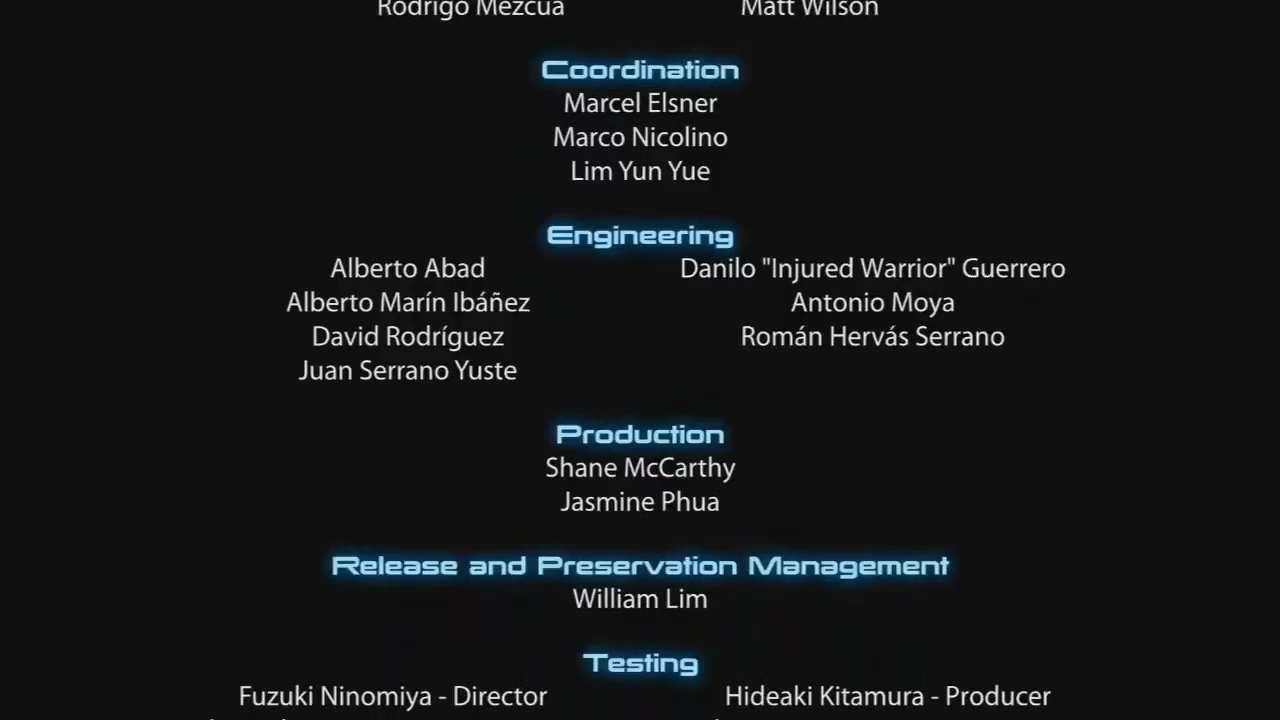 Rodrigo Mezcua Matt Wilson
Coordination
Marcel Elsner
Marco Nicolino
Lim Yun Yue
Engineering
Alberto Abad Danilo "Injured Warrior" Guerrero
Alberto Marín Ibáñez Antonio Moya
David Rodríguez Román Hervás Serrano
Juan Serrano Yuste
Production
Shane McCarthy
Jasmine Phua
Release and Preservation Management
William Lim
Testing
Fuzuki Ninomiya - Director Hideaki Kitamura - Producer